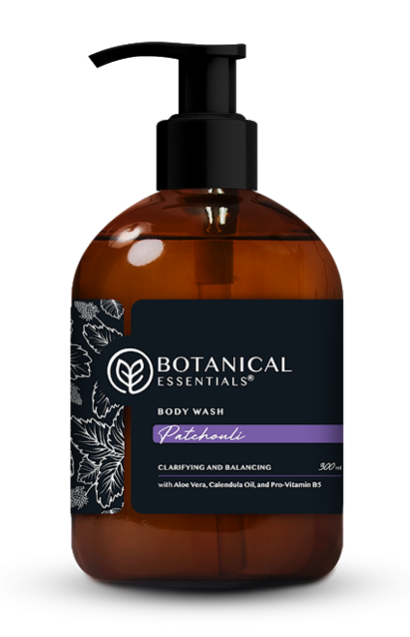 BOTANICAL
ESSENTIALS®
BODY WASH
Patchouli
CLARIFYING AND BALANCING 300 ml
with Aloe Vera, Calendula Oil, and Pro-Vitamin B5